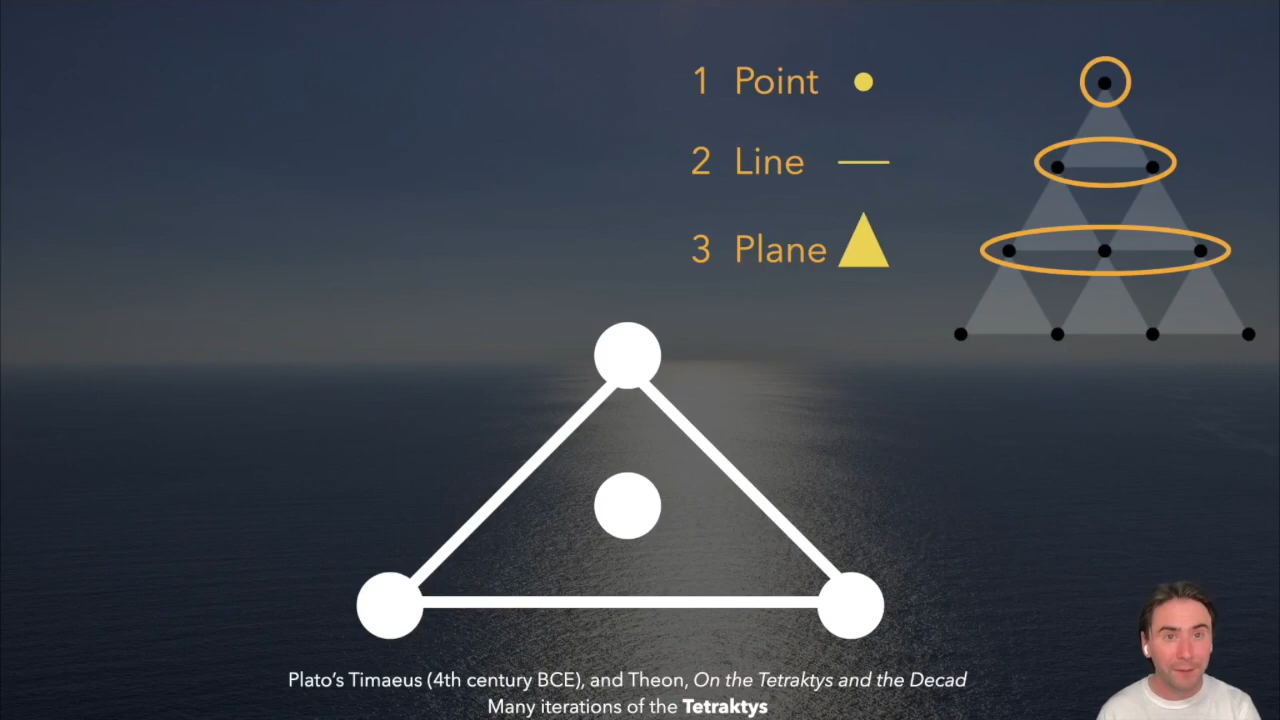 1 Point
2 Line
3 Plane
Plato's Timaeus (4th century BCE), and Theon, On the Tetraktys and the Decad
Many iterations of the Tetraktys